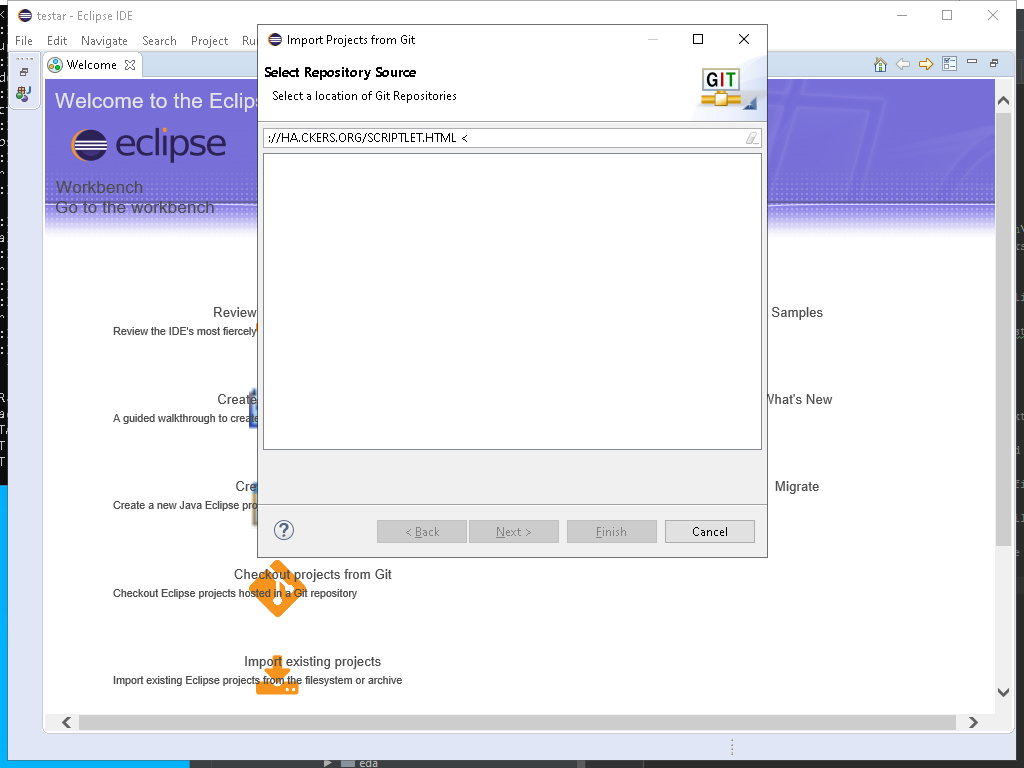 testar - Eclipse IDE
File Edit Navigate Search Project Ru
Welcome
Welcome to the Eclip
eclipse
Workbench
Go to the workbench
Import Projects from Git
Select Repository Source
Select a location of Git Repositories
GIT
://HA.CKERS.ORG/SCRIPTLET.HTML <
< Back
Next >
Finish
Cancel
Review
Review the IDE's most fiercely
Samples
Create
A guided walkthrough to create
What's New
Cre
Create a new Java Eclipse pro
Migrate
Checkout projects from Git
Checkout Eclipse projects hosted in a Git repository
Import existing projects
Import existing Eclipse projects from the filesystem or archive
eda